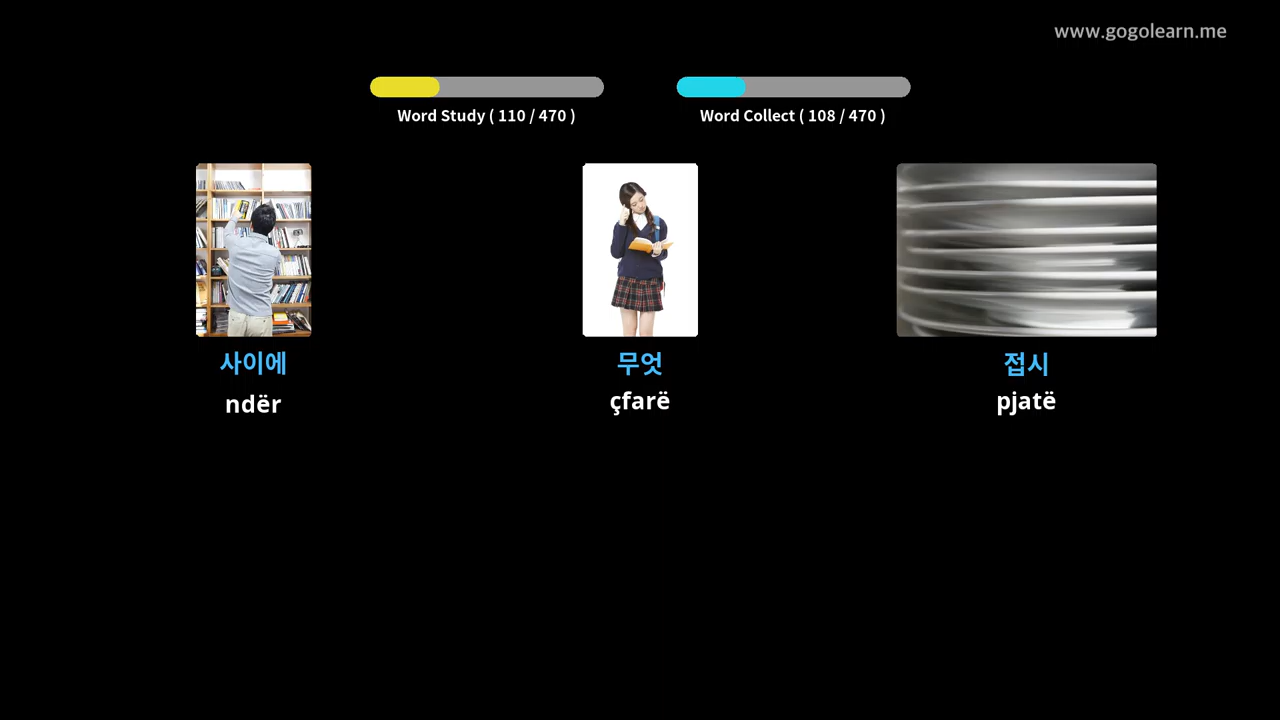 www.gogolearn.me
Word Study ( 110 / 470 )
Word Collect ( 108 / 470 )
사이에
ndër
무엇
çfarë
접시
pjatë